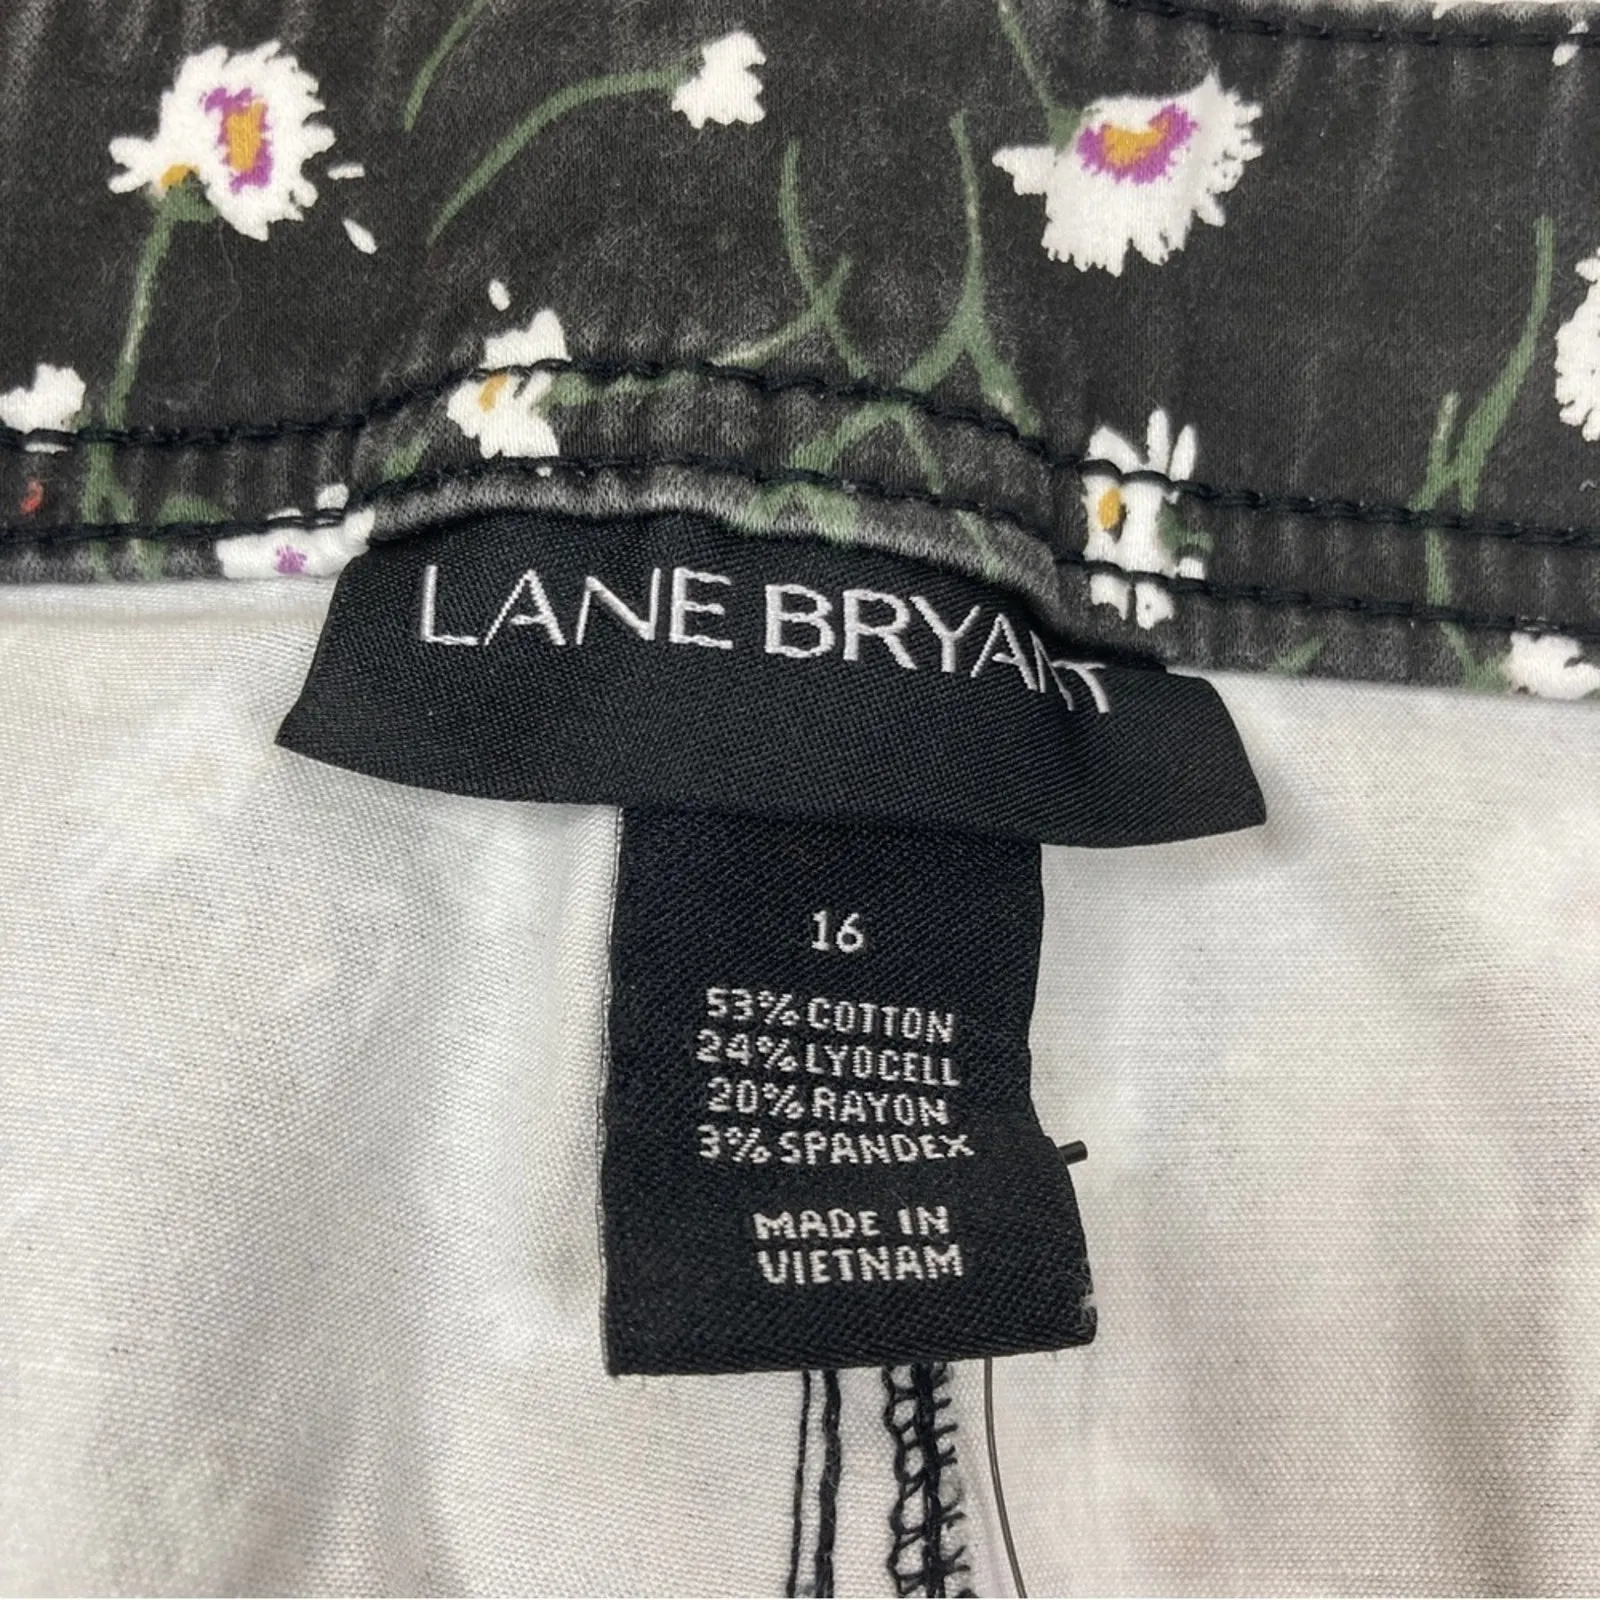 LANE BRYANT
16
53% COTTON
24% LYOCELL
20% RAYON
3% SPANDEX
MADE IN
VIETNAM